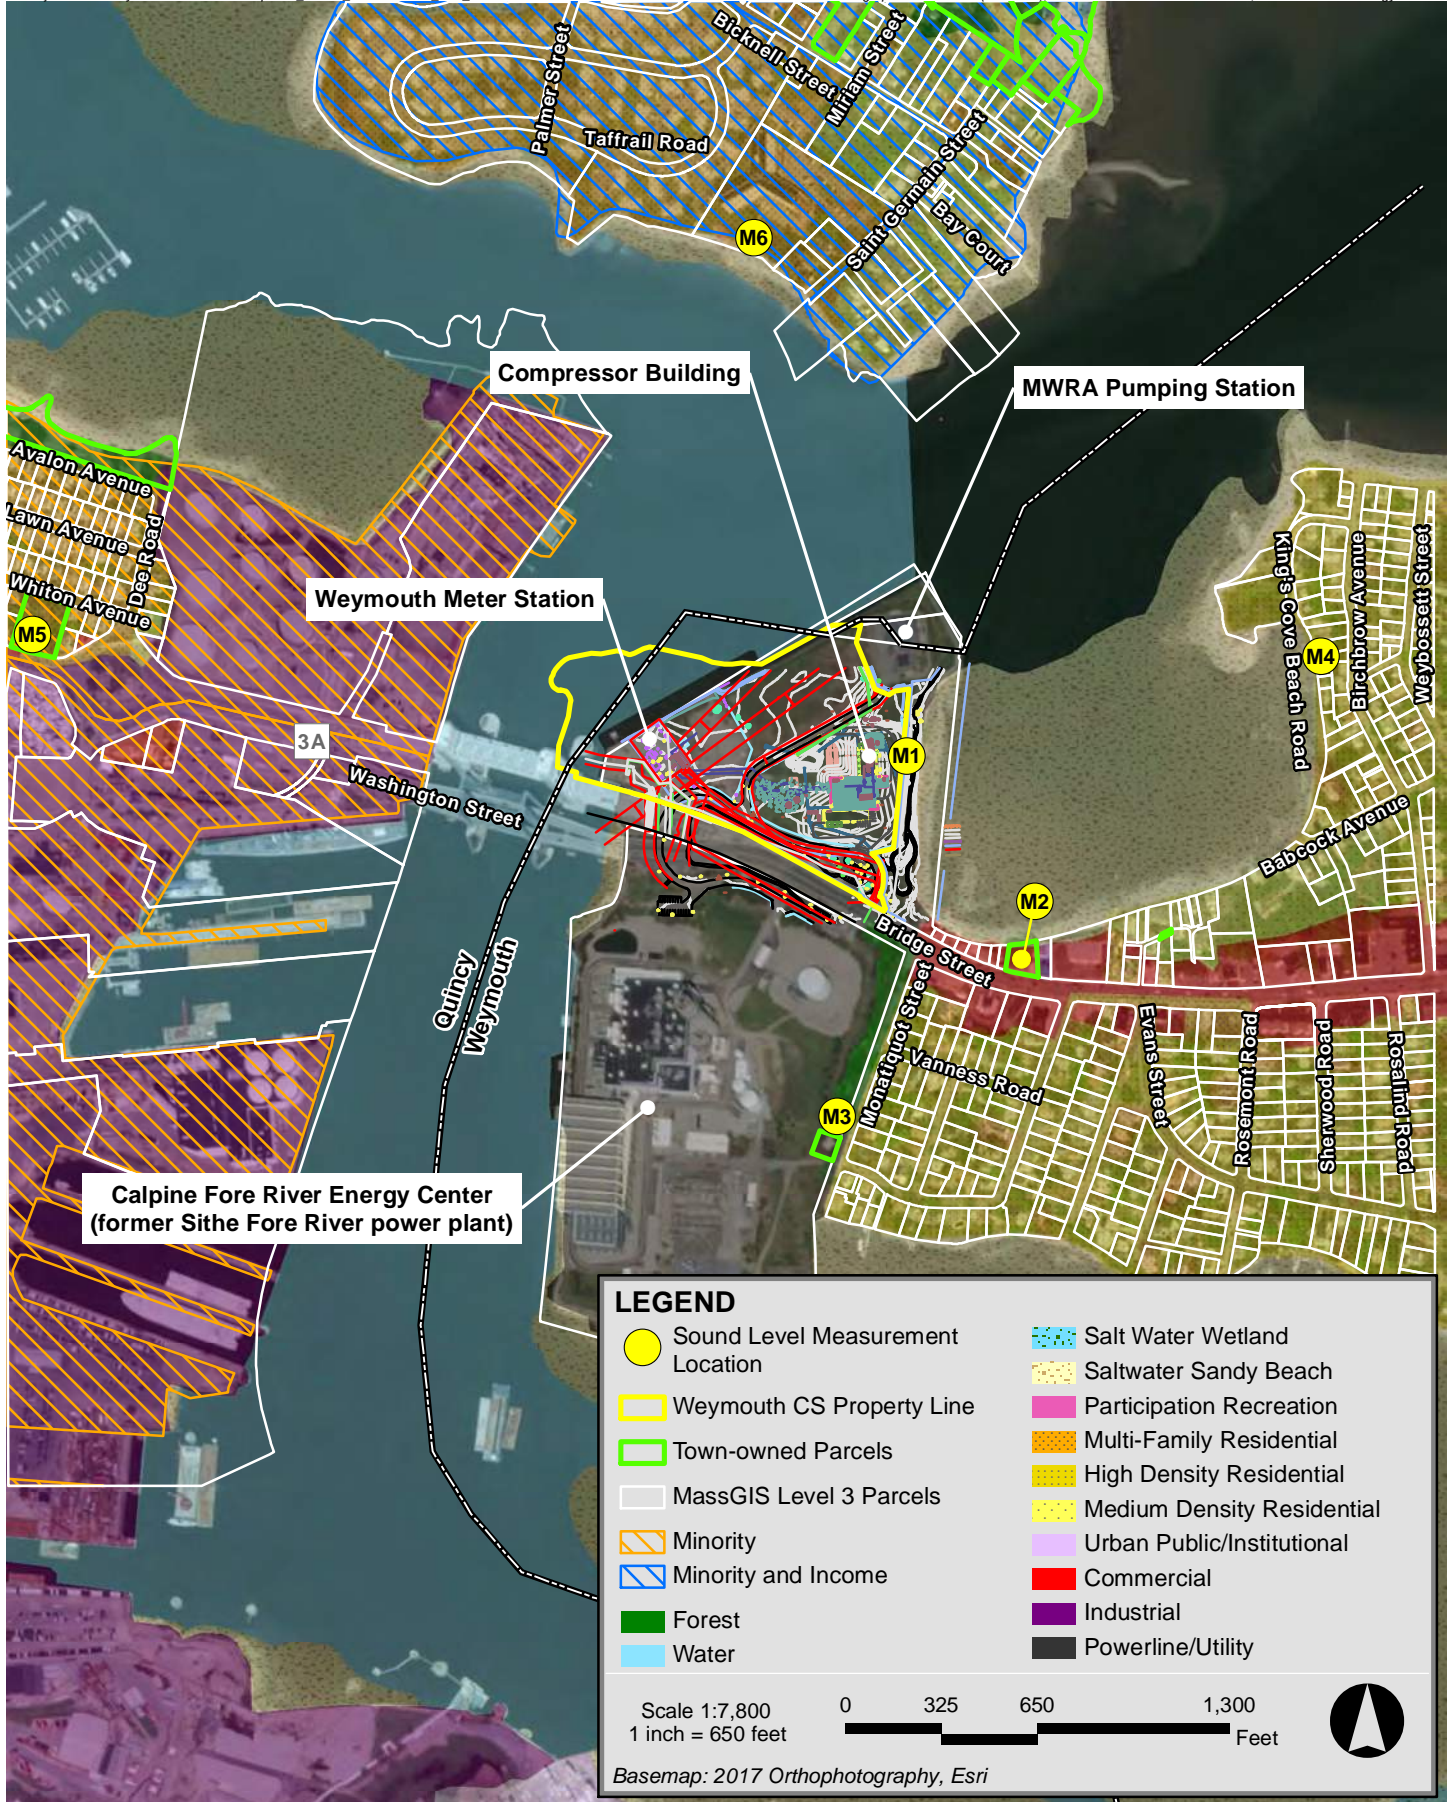 Palmer Street
Bicknell Street
Miriam Street
Taffrail Road
Saint Germain Street
Bay Court
M6
Compressor Building
MWRA Pumping Station
Avalon Avenue
Lawn Avenue
Dee Road
Whiton Avenue
M5
Weymouth Meter Station
King's Cove Beach Road
Birchbrow Avenue
Weybossett Street
M4
3A
Washington Street
M1
Babcock Avenue
M2
Bridge Street
Quincy
Weymouth
Monatiquot Street
Vanness Road
Evans Street
Rosemont Road
Sherwood Road
Rosalind Road
M3
Calpine Fore River Energy Center
(former Sithe Fore River power plant)
LEGEND
Sound Level Measurement
Location
Weymouth CS Property Line
Town-owned Parcels
MassGIS Level 3 Parcels
Minority
Minority and Income
Forest
Water
Salt Water Wetland
Saltwater Sandy Beach
Participation Recreation
Multi-Family Residential
High Density Residential
Medium Density Residential
Urban Public/Institutional
Commercial
Industrial
Powerline/Utility
Scale 1:7,800
1 inch = 650 feet
0 325 650 1,300
Feet
Basemap: 2017 Orthophotography, Esri